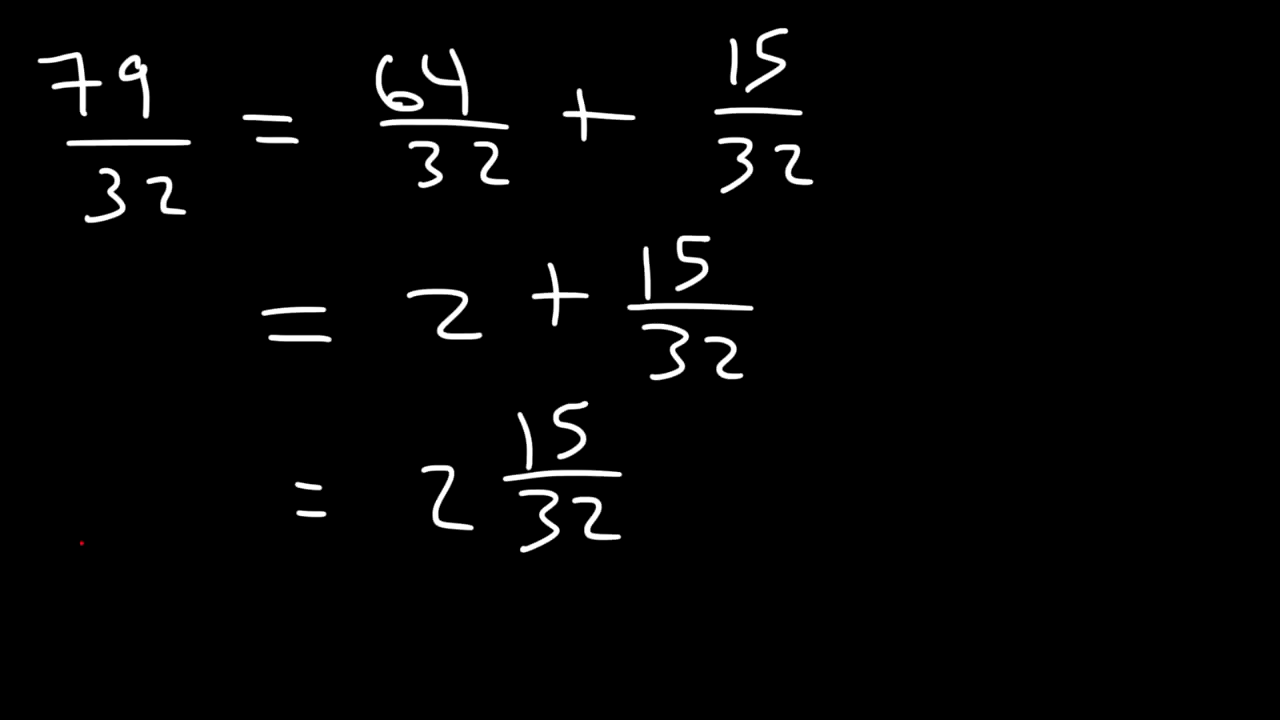 79/32 = 64/32 + 15/32
= 2 + 15/32
= 2 15/32